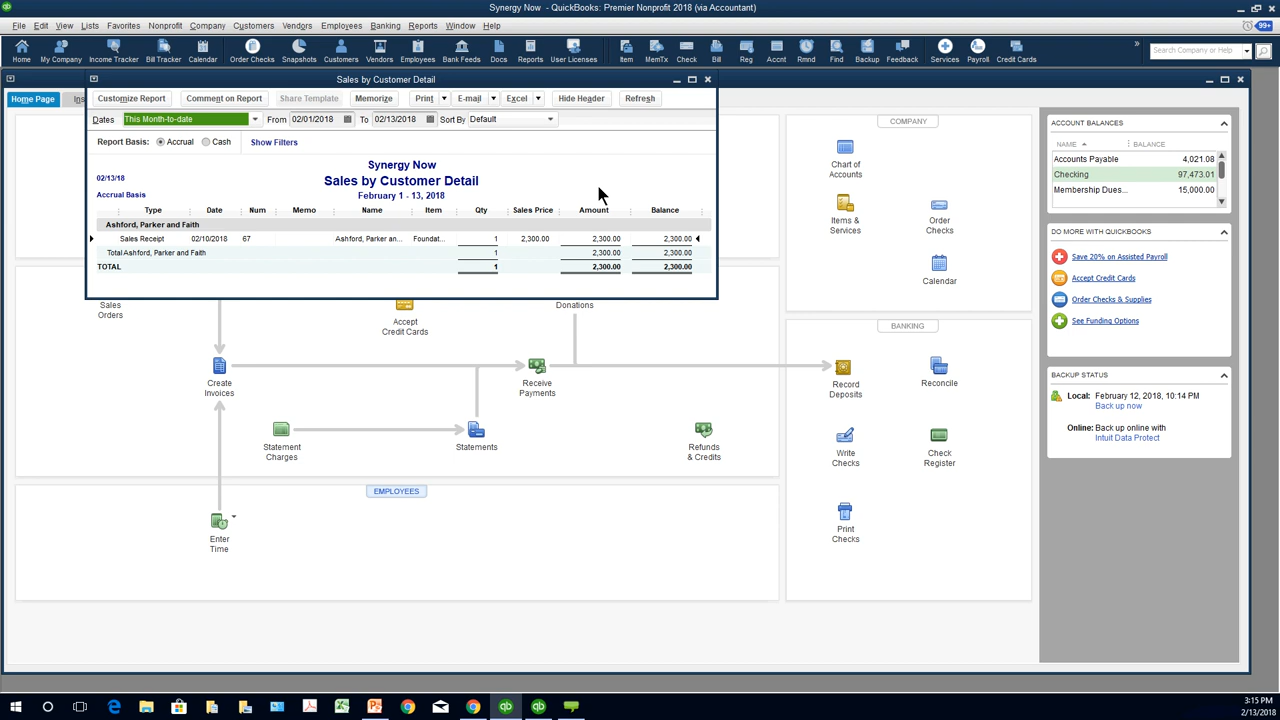 Synergy Now - QuickBooks: Premier Nonprofit 2018 (via Accountant)
File Edit View Lists Favorites Nonprofit Company Customers Vendors Employees Banking Reports Window Help
99+
Home My Company Income Tracker Bill Tracker Calendar Order Checks Snapshots Customers Vendors Employees Bank Feeds Docs Reports User Licenses Item MemTx Check Bill Reg Accnt Rmnd Find Backup Feedback Services Payroll Credit Cards
Search Company or Help
Sales by Customer Detail
Home Page
Customize Report Comment on Report Share Template Memorize Print E-mail Excel Hide Header Refresh
Dates This Month-to-date From 02/01/2018 To 02/13/2018 Sort By Default
Report Basis: Accrual Cash Show Filters
Synergy Now
02/13/18 Sales by Customer Detail
Accrual Basis February 1 - 13, 2018
Type Date Num Memo Name Item Qty Sales Price Amount Balance
Ashford, Parker and Faith
Sales Receipt 02/10/2018 67 Ashford, Parker an... Foundat... 1 2,300.00 2,300.00 2,300.00
Total Ashford, Parker and Faith 1 2,300.00 2,300.00
TOTAL 1 2,300.00 2,300.00
Sales
Orders
Accept
Credit Cards
Donations
Create
Invoices
Receive
Payments
Statement
Charges
Statements
Refunds
& Credits
EMPLOYEES
Enter
Time
COMPANY
Chart of
Accounts
Items &
Services
Order
Checks
Calendar
BANKING
Record
Deposits
Reconcile
Write
Checks
Check
Register
Print
Checks
ACCOUNT BALANCES
NAME BALANCE
Accounts Payable 4,021.08
Checking 97,473.01
Membership Dues... 15,000.00
DO MORE WITH QUICKBOOKS
Save 20% on Assisted Payroll
Accept Credit Cards
Order Checks & Supplies
See Funding Options
BACKUP STATUS
Local: February 12, 2018, 10:14 PM
Back up now
Online: Back up online with
Intuit Data Protect
3:15 PM
2/13/2018